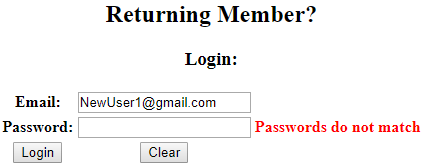 Returning Member?
Login:
Email: NewUser1@gmail.com
Password: Passwords do not match
Login Clear